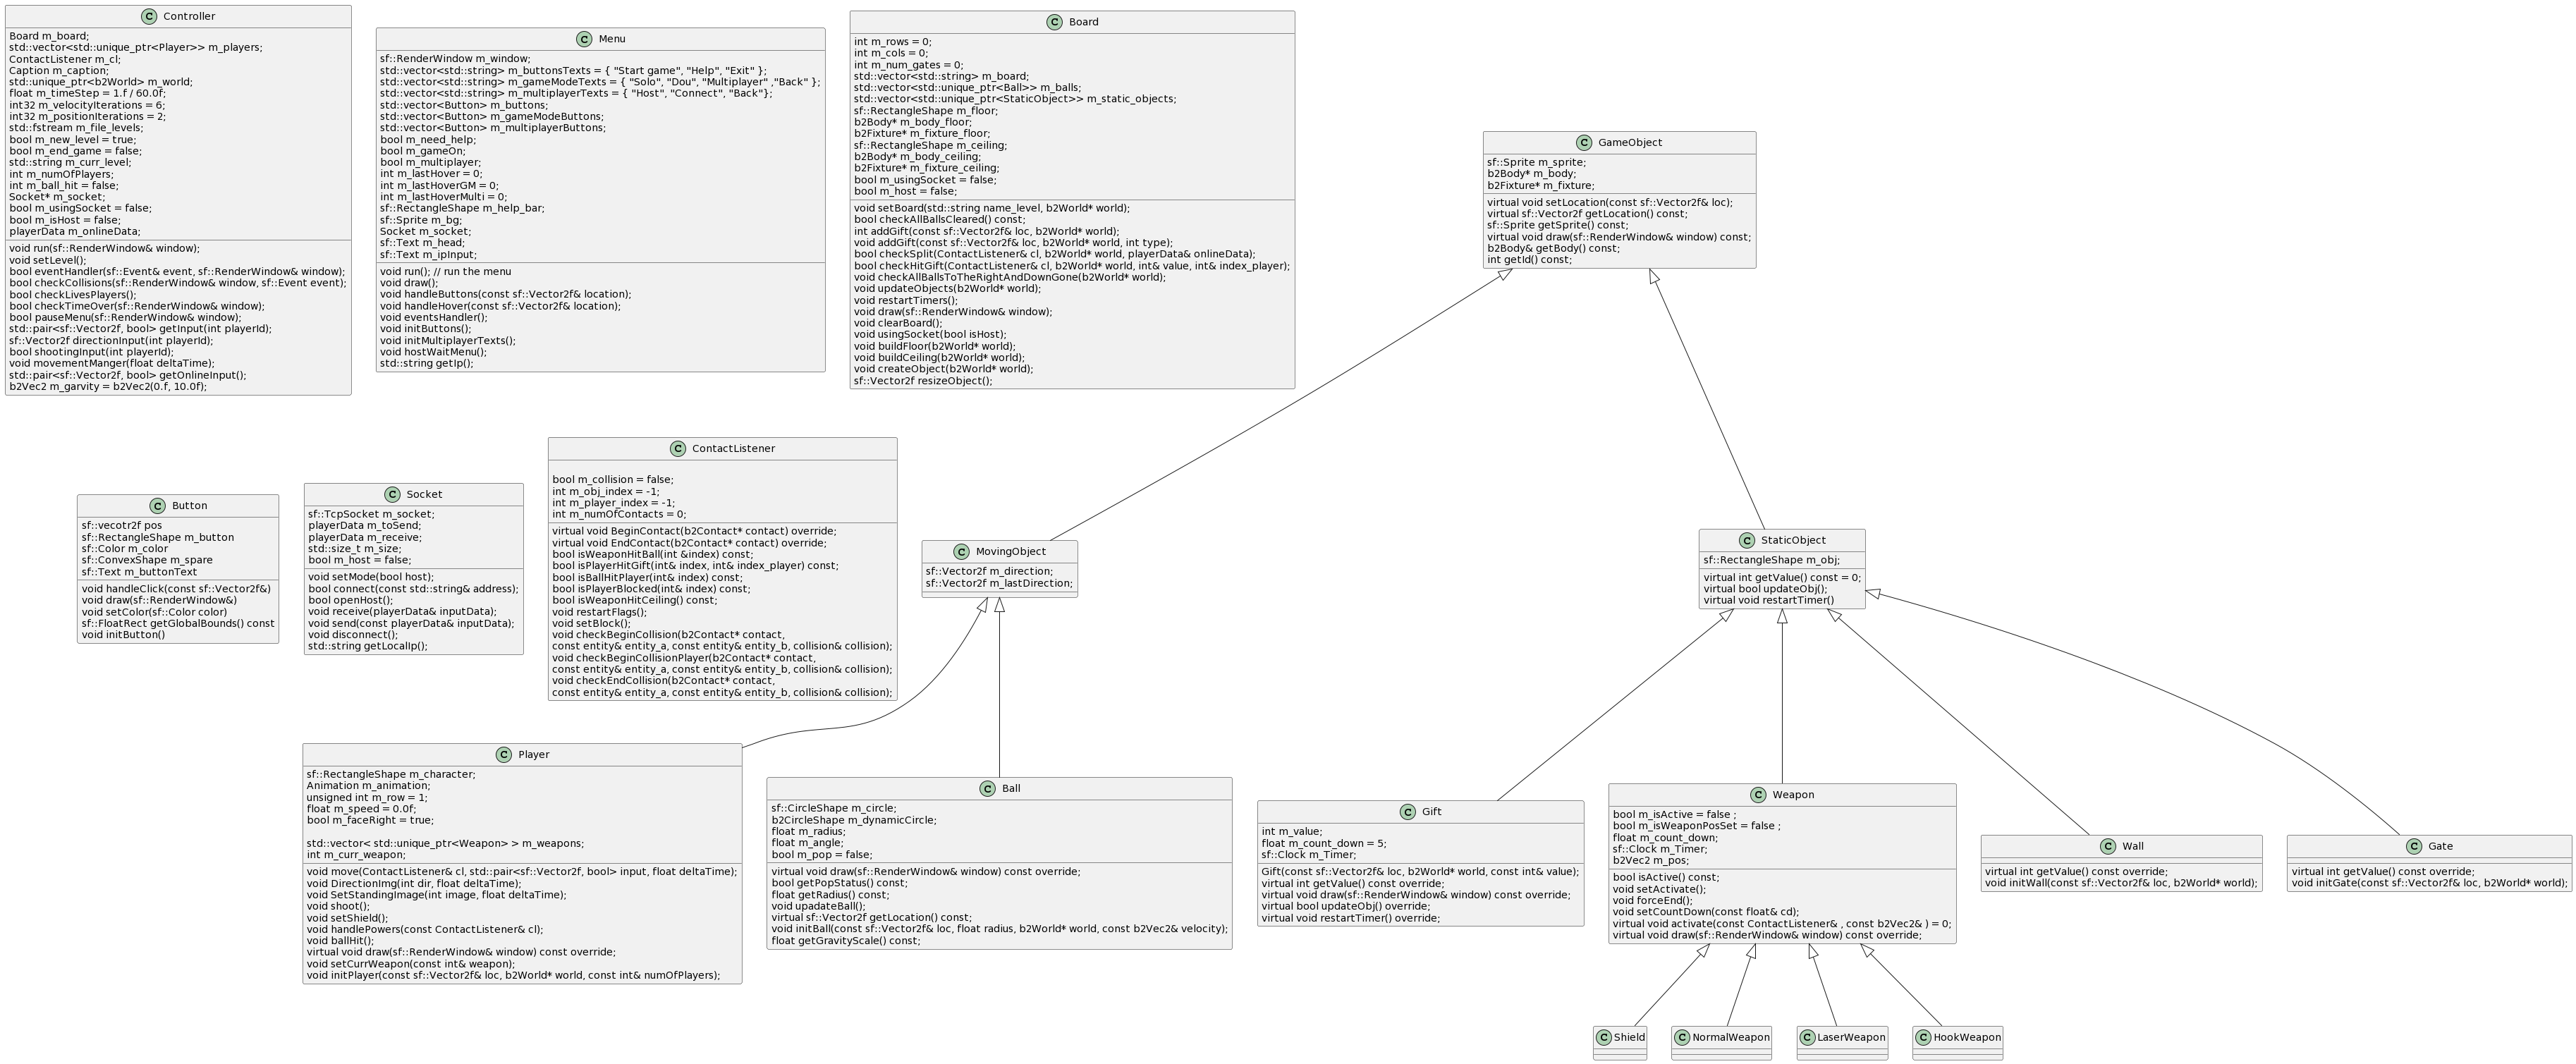 Controller
Board m_board;
std::vector<std::unique_ptr<Player>> m_players;
ContactListener m_cl;
Caption m_caption;
std::unique_ptr<b2World> m_world;
float m_timeStep = 1.f / 60.0f;
int32 m_velocityIterations = 6;
int32 m_positionIterations = 2;
std::fstream m_file_levels;
bool m_new_level = true;
bool m_end_game = false;
std::string m_curr_level;
int m_numOfPlayers;
int m_ball_hit = false;
Socket* m_socket;
bool m_usingSocket = false;
bool m_isHost = false;
playerData m_onlineData;
void run(sf::RenderWindow& window);
void setLevel();
bool eventHandler(sf::Event& event, sf::RenderWindow& window);
bool checkCollisions(sf::RenderWindow& window, sf::Event event);
bool checkLivesPlayers();
bool checkTimeOver(sf::RenderWindow& window);
bool pauseMenu(sf::RenderWindow& window);
std::pair<sf::Vector2f, bool> getInput(int playerId);
sf::Vector2f directionInput(int playerId);
bool shootingInput(int playerId);
void movementManger(float deltaTime);
std::pair<sf::Vector2f, bool> getOnlineInput();
b2Vec2 m_garvity = b2Vec2(0.f, 10.0f);
Menu
sf::RenderWindow m_window;
std::vector<std::string> m_buttonsTexts = { "Start game", "Help", "Exit" };
std::vector<std::string> m_gameModeTexts = { "Solo", "Dou", "Multiplayer" ,"Back" };
std::vector<std::string> m_multiplayerTexts = { "Host", "Connect", "Back"};
std::vector<Button> m_buttons;
std::vector<Button> m_gameModeButtons;
std::vector<Button> m_multiplayerButtons;
bool m_need_help;
bool m_gameOn;
bool m_multiplayer;
int m_lastHover = 0;
int m_lastHoverGM = 0;
int m_lastHoverMulti = 0;
sf::RectangleShape m_help_bar;
sf::Sprite m_bg;
Socket m_socket;
sf::Text m_head;
sf::Text m_ipInput;
void run(); // run the menu
void draw();
void handleButtons(const sf::Vector2f& location);
void handleHover(const sf::Vector2f& location);
void eventsHandler();
void initButtons();
void initMultiplayerTexts();
void hostWaitMenu();
std::string getIp();
Board
int m_rows = 0;
int m_cols = 0;
int m_num_gates = 0;
std::vector<std::string> m_board;
std::vector<std::unique_ptr<Ball>> m_balls;
std::vector<std::unique_ptr<StaticObject>> m_static_objects;
sf::RectangleShape m_floor;
b2Body* m_body_floor;
b2Fixture* m_fixture_floor;
sf::RectangleShape m_ceiling;
b2Body* m_body_ceiling;
b2Fixture* m_fixture_ceiling;
bool m_usingSocket = false;
bool m_host = false;
void setBoard(std::string name_level, b2World* world);
bool checkAllBallsCleared() const;
int addGift(const sf::Vector2f& loc, b2World* world);
void addGift(const sf::Vector2f& loc, b2World* world, int type);
bool checkSplit(ContactListener& cl, b2World* world, playerData& onlineData);
bool checkHitGift(ContactListener& cl, b2World* world, int& value, int& index_player);
void checkAllBallsToTheRightAndDownGone(b2World* world);
void updateObjects(b2World* world);
void restartTimers();
void draw(sf::RenderWindow& window);
void clearBoard();
void usingSocket(bool isHost);
void buildFloor(b2World* world);
void buildCeiling(b2World* world);
void createObject(b2World* world);
sf::Vector2f resizeObject();
GameObject
sf::Sprite m_sprite;
b2Body* m_body;
b2Fixture* m_fixture;
virtual void setLocation(const sf::Vector2f& loc);
virtual sf::Vector2f getLocation() const;
sf::Sprite getSprite() const;
virtual void draw(sf::RenderWindow& window) const;
b2Body& getBody() const;
int getId() const;
Button
sf::vecotr2f pos
sf::RectangleShape m_button
sf::Color m_color
sf::ConvexShape m_spare
sf::Text m_buttonText
void handleClick(const sf::Vector2f&)
void draw(sf::RenderWindow&)
void setColor(sf::Color color)
sf::FloatRect getGlobalBounds() const
void initButton()
Socket
sf::TcpSocket m_socket;
playerData m_toSend;
playerData m_receive;
std::size_t m_size;
bool m_host = false;
void setMode(bool host);
bool connect(const std::string& address);
bool openHost();
void receive(playerData& inputData);
void send(const playerData& inputData);
void disconnect();
std::string getLocalIp();
ContactListener
bool m_collision = false;
int m_obj_index = -1;
int m_player_index = -1;
int m_numOfContacts = 0;
virtual void BeginContact(b2Contact* contact) override;
virtual void EndContact(b2Contact* contact) override;
bool isWeaponHitBall(int &index) const;
bool isPlayerHitGift(int& index, int& index_player) const;
bool isBallHitPlayer(int& index) const;
bool isPlayerBlocked(int& index) const;
bool isWeaponHitCeiling() const;
void restartFlags();
void setBlock();
void checkBeginCollision(b2Contact* contact,
const entity& entity_a, const entity& entity_b, collision& collision);
void checkBeginCollisionPlayer(b2Contact* contact,
const entity& entity_a, const entity& entity_b, collision& collision);
void checkEndCollision(b2Contact* contact,
const entity& entity_a, const entity& entity_b, collision& collision);
MovingObject
sf::Vector2f m_direction;
sf::Vector2f m_lastDirection;
StaticObject
sf::RectangleShape m_obj;
virtual int getValue() const = 0;
virtual bool updateObj();
virtual void restartTimer()
Player
sf::RectangleShape m_character;
Animation m_animation;
unsigned int m_row = 1;
float m_speed = 0.0f;
bool m_faceRight = true;
std::vector< std::unique_ptr<Weapon> > m_weapons;
int m_curr_weapon;
void move(ContactListener& cl, std::pair<sf::Vector2f, bool> input, float deltaTime);
void DirectionImg(int dir, float deltaTime);
void SetStandingImage(int image, float deltaTime);
void shoot();
void setShield();
void handlePowers(const ContactListener& cl);
void ballHit();
virtual void draw(sf::RenderWindow& window) const override;
void setCurrWeapon(const int& weapon);
void initPlayer(const sf::Vector2f& loc, b2World* world, const int& numOfPlayers);
Ball
sf::CircleShape m_circle;
b2CircleShape m_dynamicCircle;
float m_radius;
float m_angle;
bool m_pop = false;
virtual void draw(sf::RenderWindow& window) const override;
bool getPopStatus() const;
float getRadius() const;
void upadateBall();
virtual sf::Vector2f getLocation() const;
void initBall(const sf::Vector2f& loc, float radius, b2World* world, const b2Vec2& velocity);
float getGravityScale() const;
Gift
int m_value;
float m_count_down = 5;
sf::Clock m_Timer;
Gift(const sf::Vector2f& loc, b2World* world, const int& value);
virtual int getValue() const override;
virtual void draw(sf::RenderWindow& window) const override;
virtual bool updateObj() override;
virtual void restartTimer() override;
Weapon
bool m_isActive = false ;
bool m_isWeaponPosSet = false ;
float m_count_down;
sf::Clock m_Timer;
b2Vec2 m_pos;
bool isActive() const;
void setActivate();
void forceEnd();
void setCountDown(const float& cd);
virtual void activate(const ContactListener& , const b2Vec2& ) = 0;
virtual void draw(sf::RenderWindow& window) const override;
Wall
virtual int getValue() const override;
void initWall(const sf::Vector2f& loc, b2World* world);
Gate
virtual int getValue() const override;
void initGate(const sf::Vector2f& loc, b2World* world);
Shield
NormalWeapon
LaserWeapon
HookWeapon